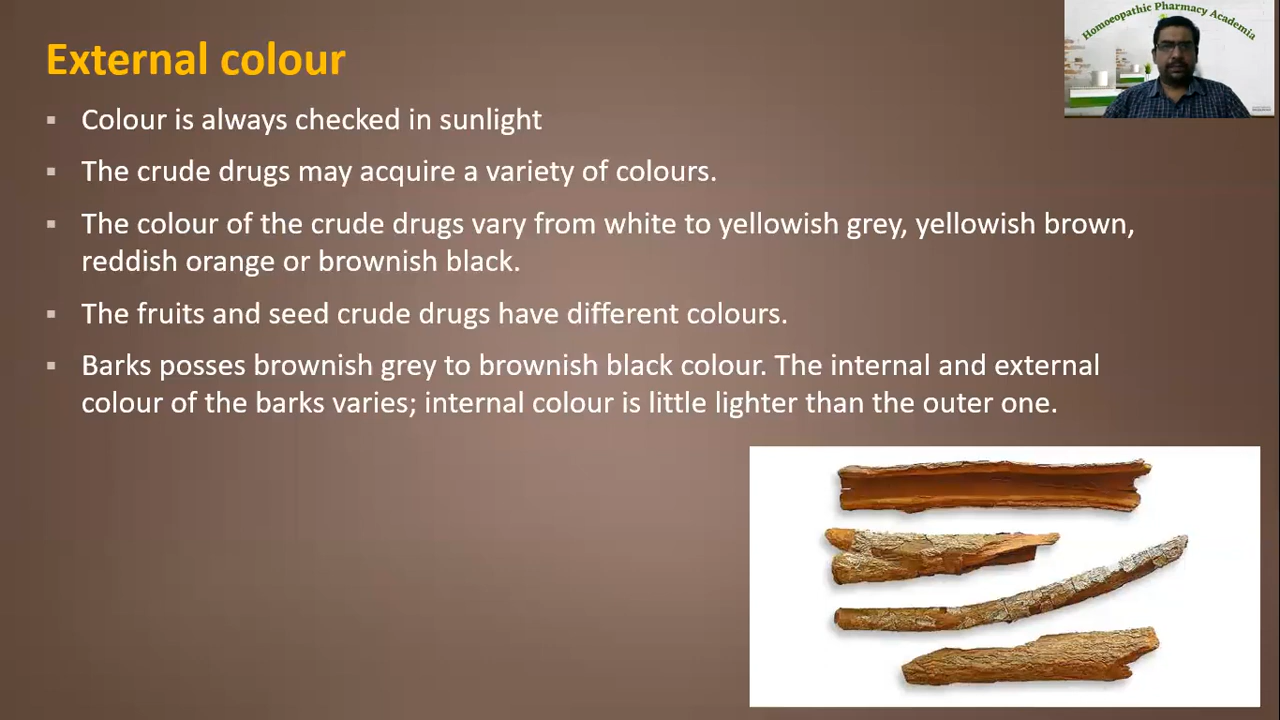 Homoeopathic Pharmacy Academia
External colour
Colour is always checked in sunlight
The crude drugs may acquire a variety of colours.
The colour of the crude drugs vary from white to yellowish grey, yellowish brown,
reddish orange or brownish black.
The fruits and seed crude drugs have different colours.
Barks posses brownish grey to brownish black colour. The internal and external
colour of the barks varies; internal colour is little lighter than the outer one.